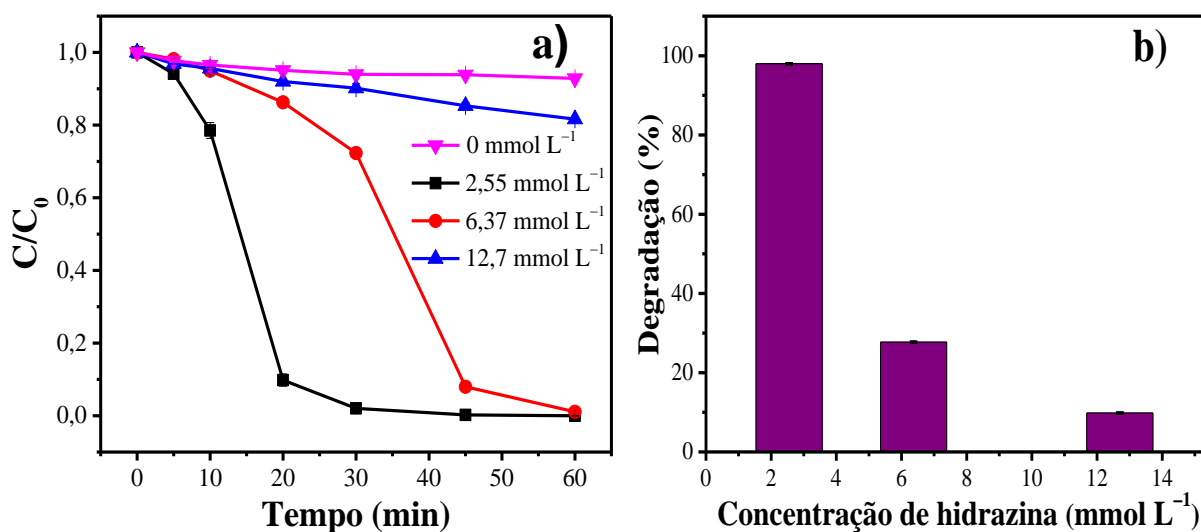 a)
1,0
0,8
0,6
0,4
0,2
0,0
C/C₀
0 mmol L⁻¹
2,55 mmol L⁻¹
6,37 mmol L⁻¹
12,7 mmol L⁻¹
0 10 20 30 40 50 60
Tempo (min)
b)
100
80
60
40
20
0
Degradação (%)
0 2 4 6 8 10 12 14
Concentração de hidrazina (mmol L⁻¹)